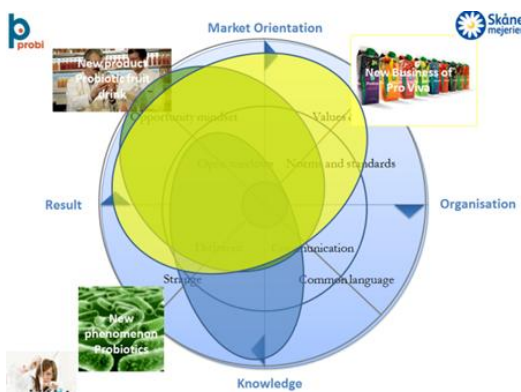 probi
Market Orientation
Skåne
mejerier
New product
Probiotic fruit
drink
New Business of
Pro Viva
Opportunity mindset
Values
Norms and standards
Result
Organisation
Communication
Common language
New
phenomenon
Probiotics
Knowledge